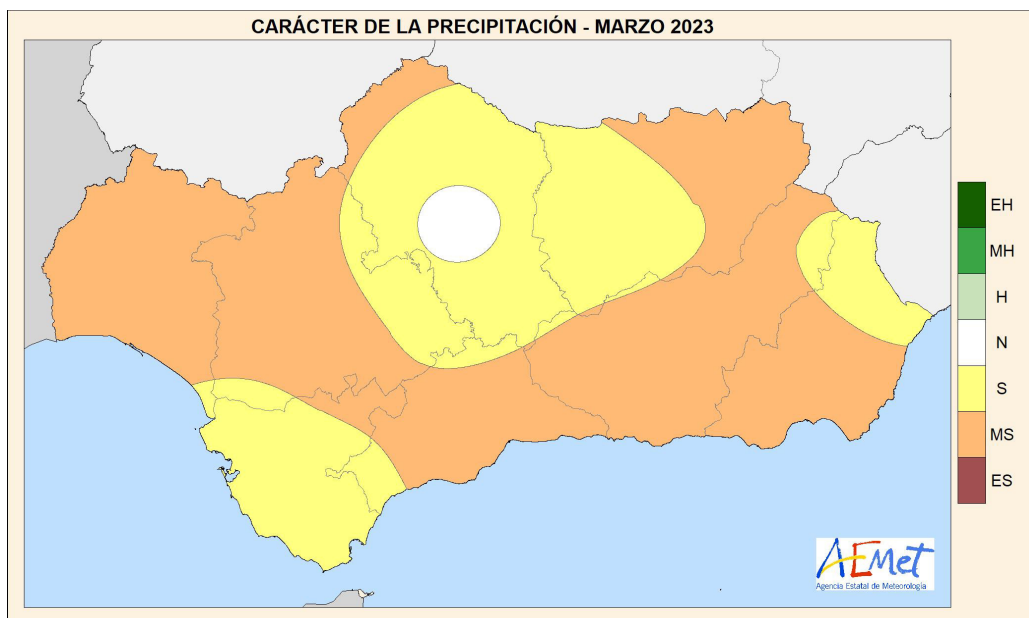 CARÁCTER DE LA PRECIPITACIÓN - MARZO 2023
EH
MH
H
N
S
MS
ES
AEMet
Agencia Estatal de Meteorología